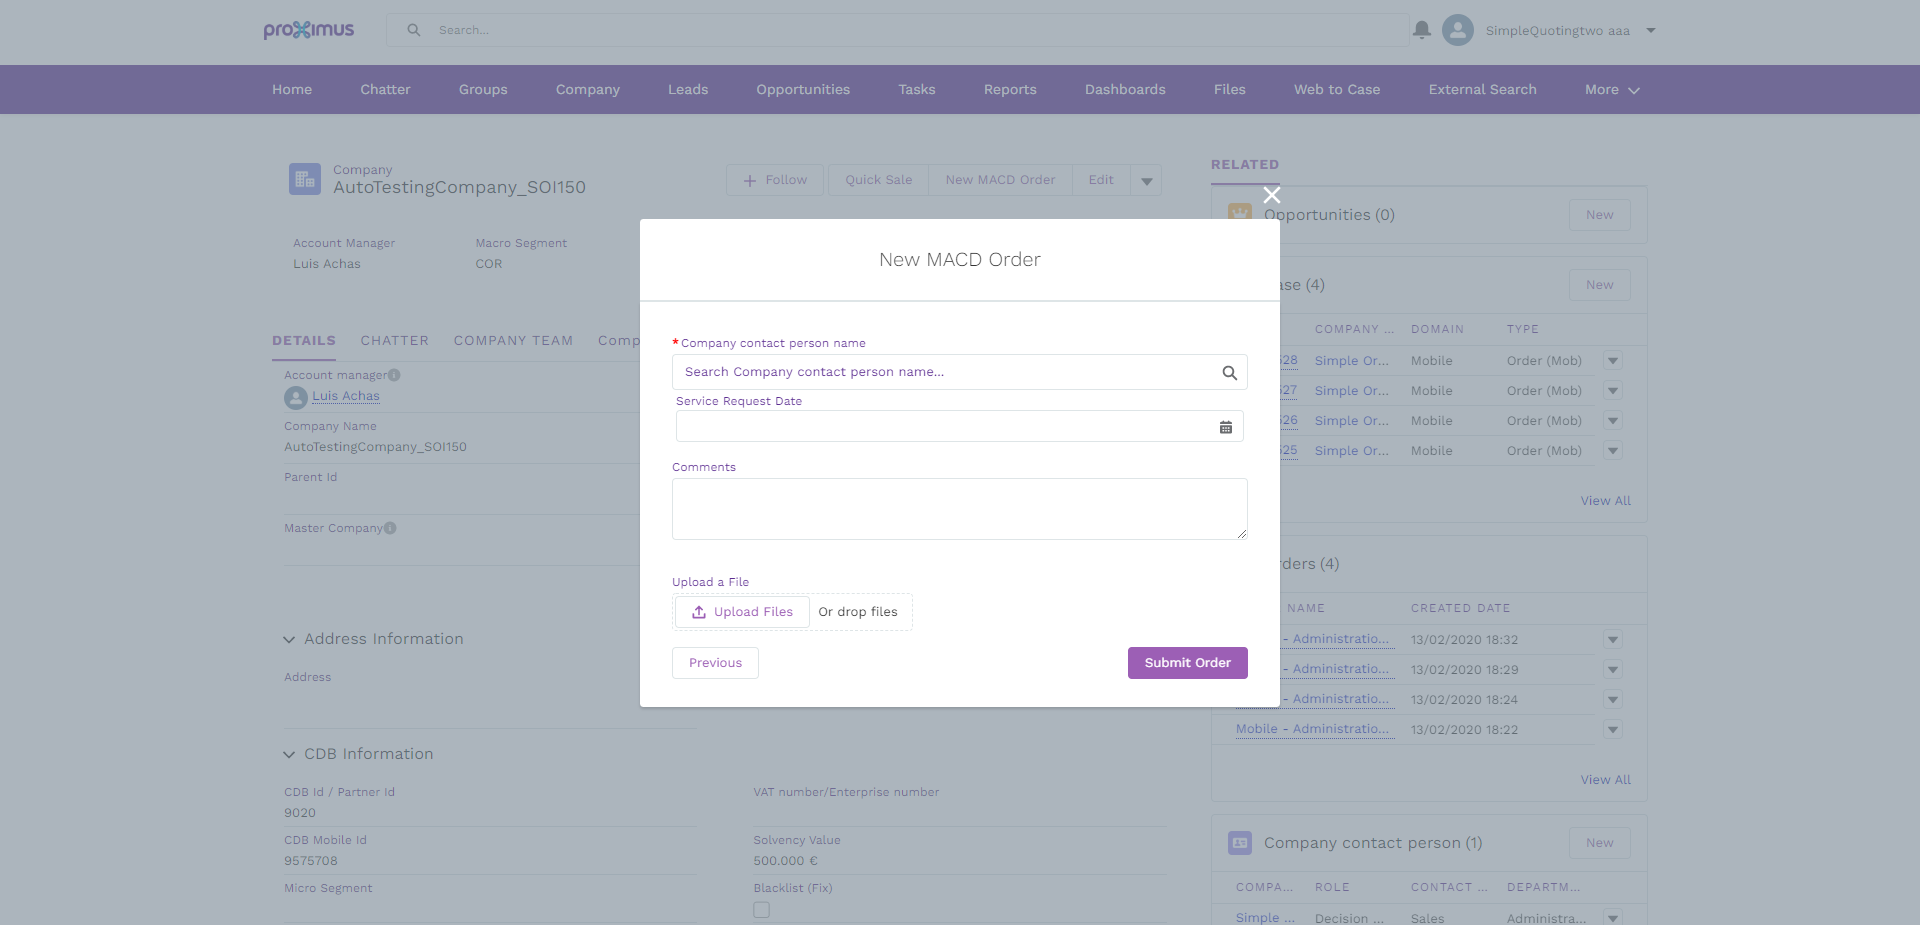 proximus
Search...
SimpleQuotingtwo aaa
Home Chatter Groups Company Leads Opportunities Tasks Reports Dashboards Files Web to Case External Search More
Company
AutoTestingCompany_SOI150
Follow Quick Sale New MACD Order Edit
Account Manager Macro Segment
Luis Achas COR
DETAILS CHATTER COMPANY TEAM Comp
Account manager
Luis Achas
Company Name
AutoTestingCompany_SOI150
Parent Id
Master Company
Address Information
Address
CDB Information
CDB Id / Partner Id VAT number/Enterprise number
9020
CDB Mobile Id Solvency Value
9575708 500.000 €
Micro Segment Blacklist (Fix)
New MACD Order
*Company contact person name
Search Company contact person name...
Service Request Date
Comments
Upload a File
Upload Files Or drop files
Previous Submit Order
RELATED
Opportunities (0) New
ase (4) New
COMPANY ... DOMAIN TYPE
528 Simple Or... Mobile Order (Mob)
527 Simple Or... Mobile Order (Mob)
526 Simple Or... Mobile Order (Mob)
525 Simple Or... Mobile Order (Mob)
View All
rders (4)
NAME CREATED DATE
- Administratio... 13/02/2020 18:32
- Administratio... 13/02/2020 18:29
- Administratio... 13/02/2020 18:24
Mobile - Administratio... 13/02/2020 18:22
View All
Company contact person (1) New
COMPA... ROLE CONTACT ... DEPARTM...
Simple ... Decision ... Sales Administra...